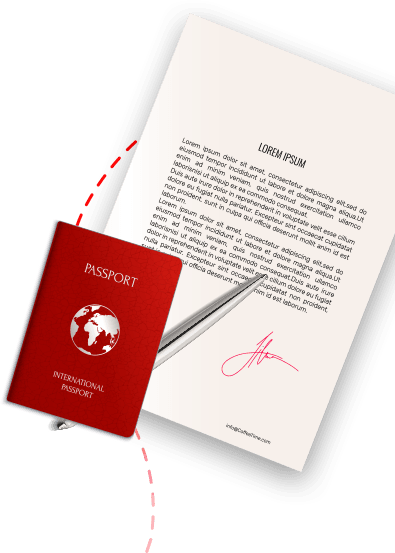 LOREM IPSUM
Lorem ipsum dolor sit amet, consectetur adipiscing elit,sed do
eiusmod tempor incididunt ut labore et dolore magna aliqua.Ut
enim ad minim veniam, quis nostrud exercitation ullamco
laborisnisi ut aliquip ex ea commodo consequat.
Duis aute irure dolor in reprehenderit in voluptate velit esse cillum
dolore eu fugiat nulla pariatur. Excepteur sint occaecat cupidatat
non proident, sunt in culpa qui officia deserunt mollit anim id est
laborum.
Lorem ipsum dolor sit amet, consectetur adipiscing elit,sed do
eiusmod tempor incididunt ut labore et dolore magna aliqua.Ut
enim ad minim veniam, quis nostrud exercitation ullamco
laborisnisi ut aliquip ex ea commodo consequat.Duis aute irure
dolor in reprehenderit in voluptate velit cillum dolore eu fugiat
nulla pariatur. Excepteur sint occaecat cupidatat non proident,
sunt in culpa qui officia deserunt mollit anim id est laborum.
PASSPORT
INTERNATIONAL
PASSPORT